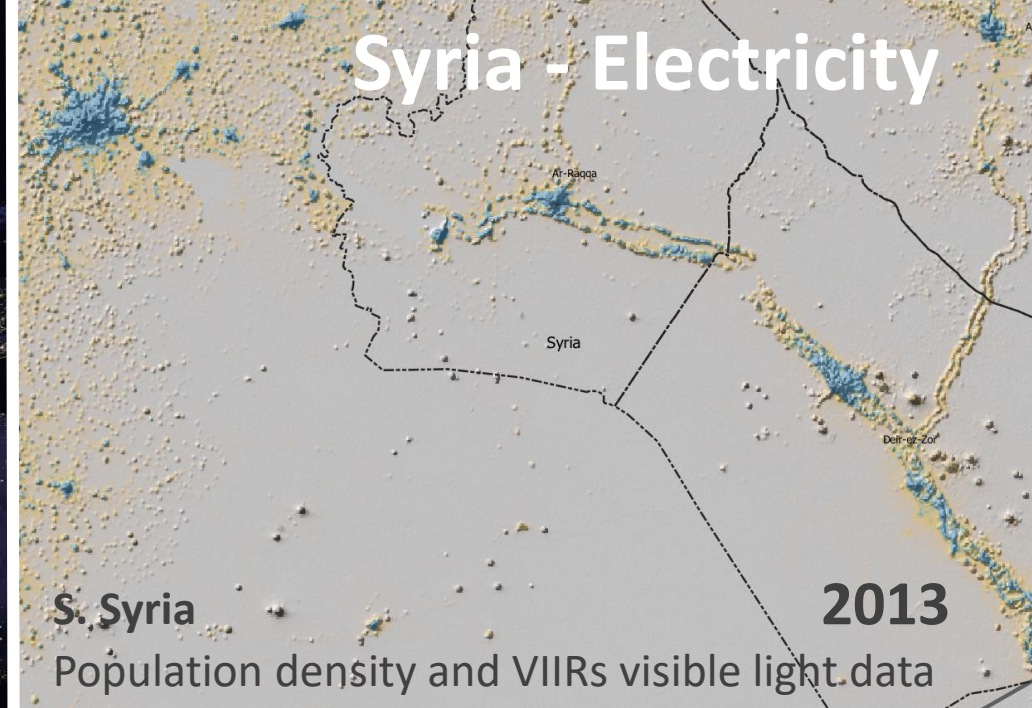 Syria - Electricity
Ar-Raqqa
Syria
Deir-ez-Zor
S. Syria
2013
Population density and VIIRs visible light data